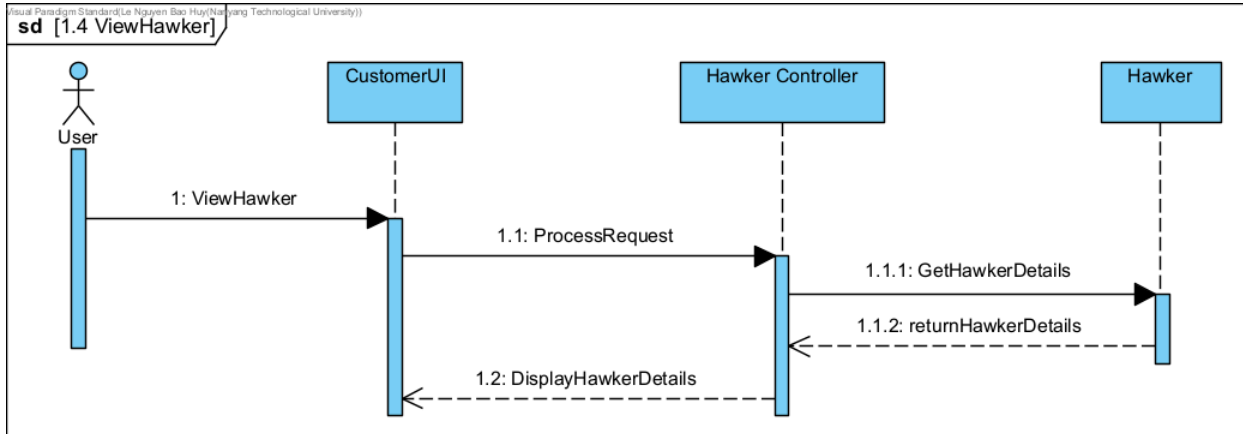 Visual Paradigm Standard(Le Nguyen Bao Huy(Nanyang Technological University))
sd [1.4 ViewHawker]
CustomerUI
Hawker Controller
Hawker
User
1: ViewHawker
1.1: ProcessRequest
1.1.1: GetHawkerDetails
1.1.2: returnHawkerDetails
1.2: DisplayHawkerDetails